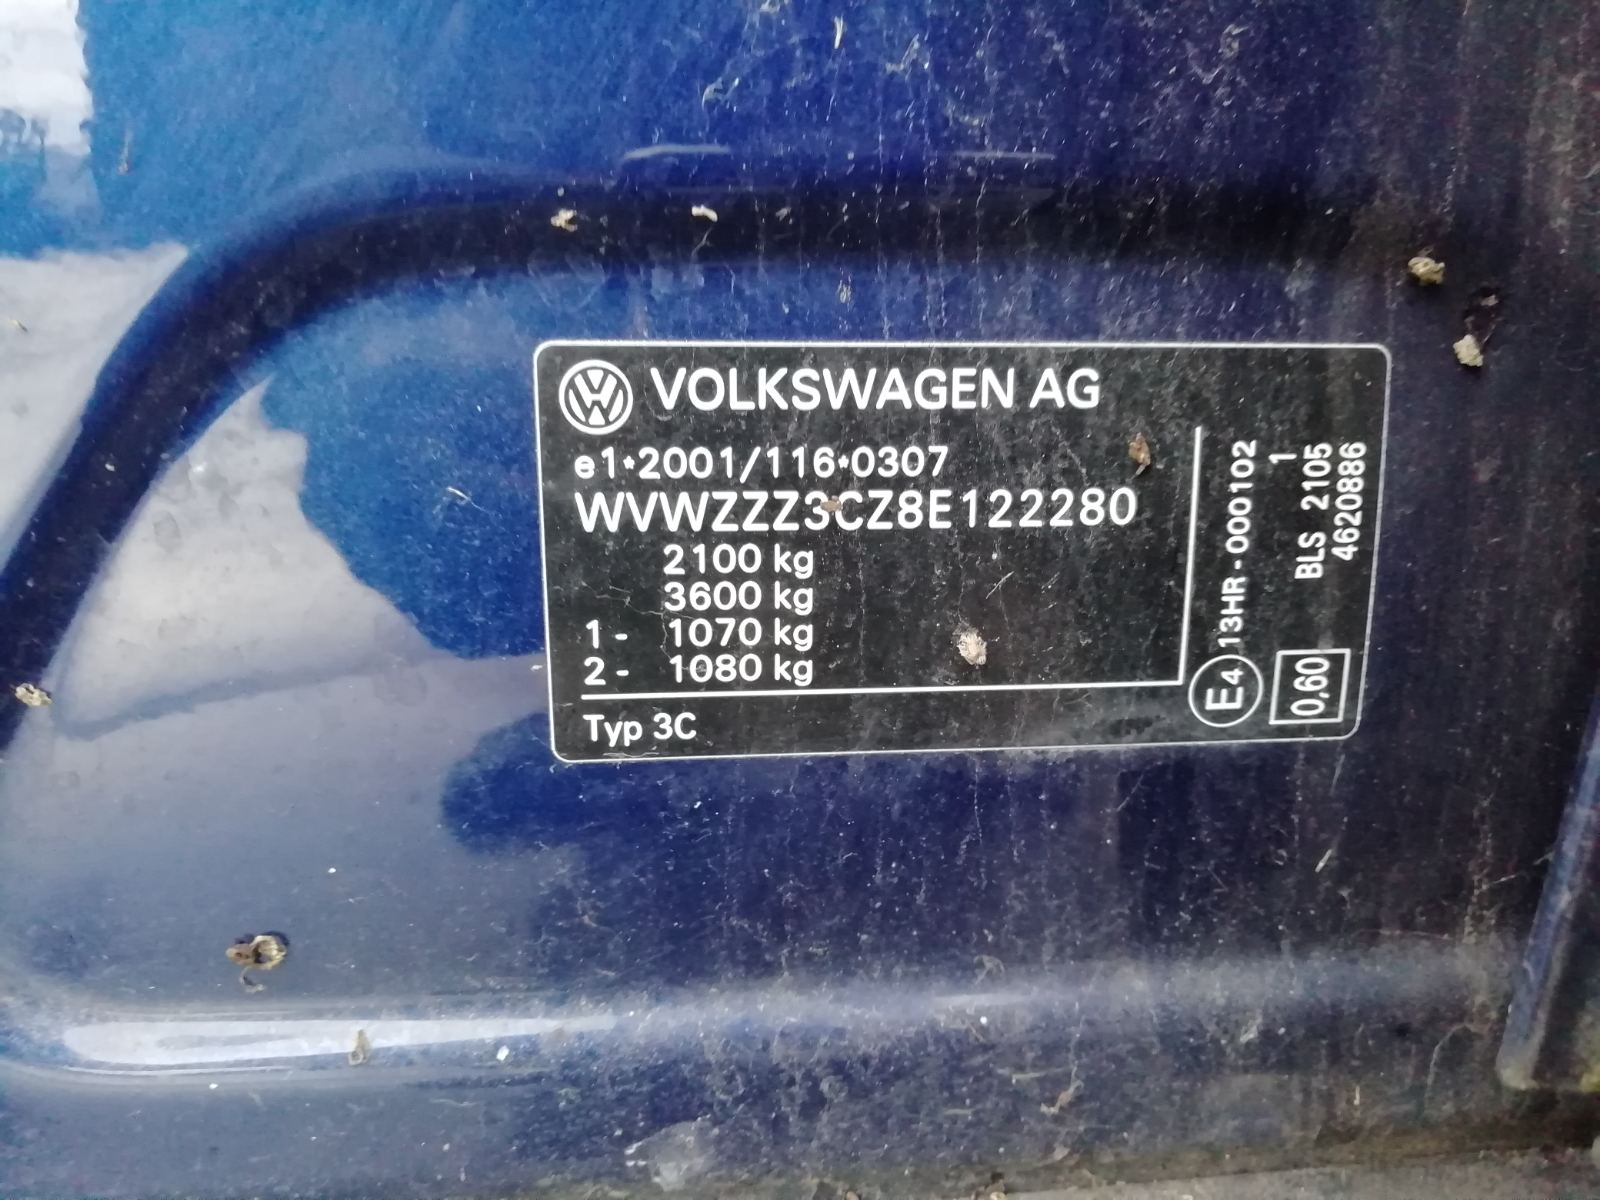 VOLKSWAGEN AG
e1*2001/116*0307
WVWZZZ3CZ8E122280
2100 kg
3600 kg
1 - 1070 kg
2 - 1080 kg
Typ 3C
E4 13HR-000102
1
BLS 2105
4620886
0,60